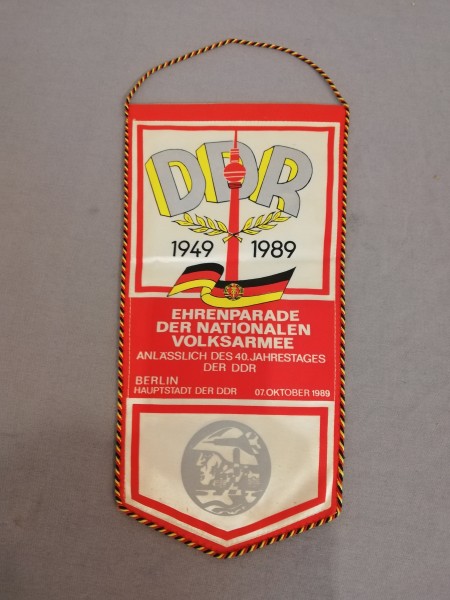 DDR
1949 1989
EHRENPARADE
DER NATIONALEN
VOLKSARMEE
ANLÄSSLICH DES 40. JAHRESTAGES
DER DDR
BERLIN
HAUPTSTADT DER DDR 07. OKTOBER 1989